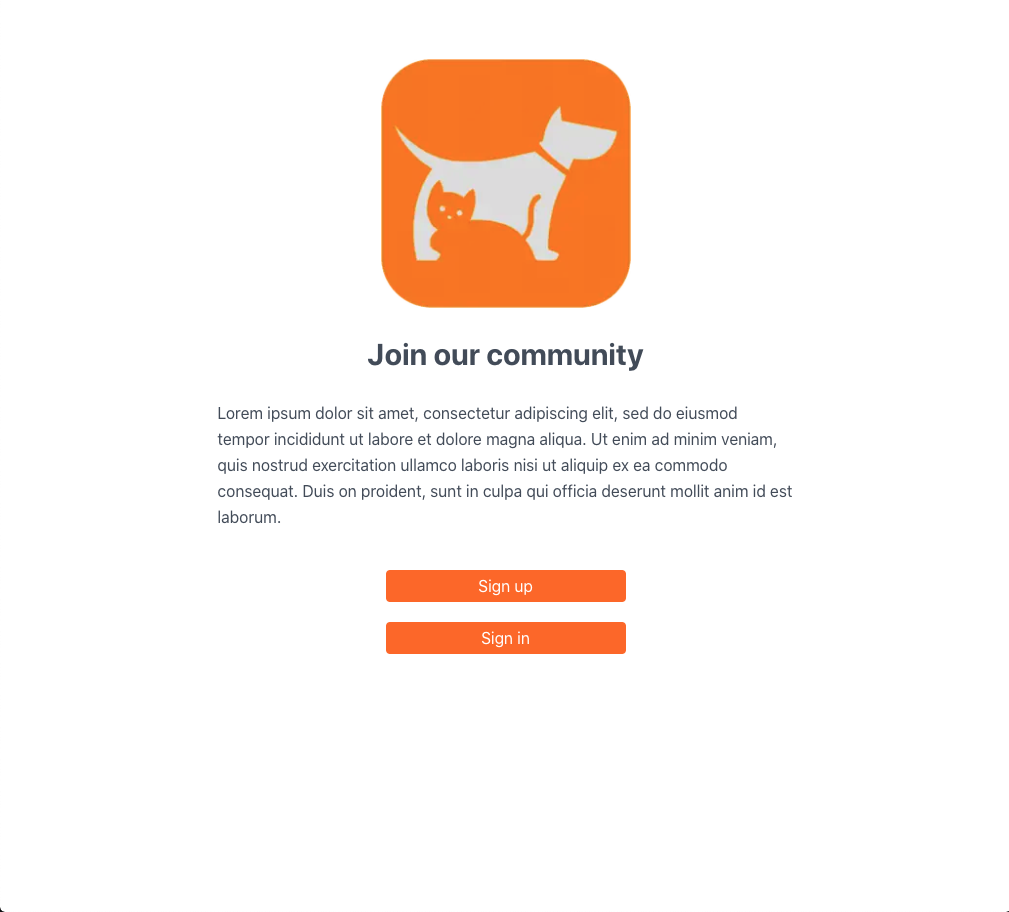 Join our community
Lorem ipsum dolor sit amet, consectetur adipiscing elit, sed do eiusmod
tempor incididunt ut labore et dolore magna aliqua. Ut enim ad minim veniam,
quis nostrud exercitation ullamco laboris nisi ut aliquip ex ea commodo
consequat. Duis on proident, sunt in culpa qui officia deserunt mollit anim id est
laborum.
Sign up
Sign in